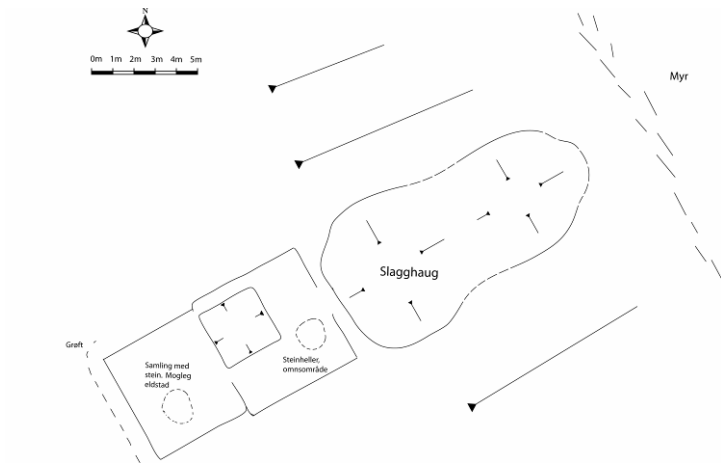 N
0m 1m 2m 3m 4m 5m
Myr
Slagghaug
Grøft
Samling med
stein. Mogleg
eldstad
Steinheller,
omnsområde